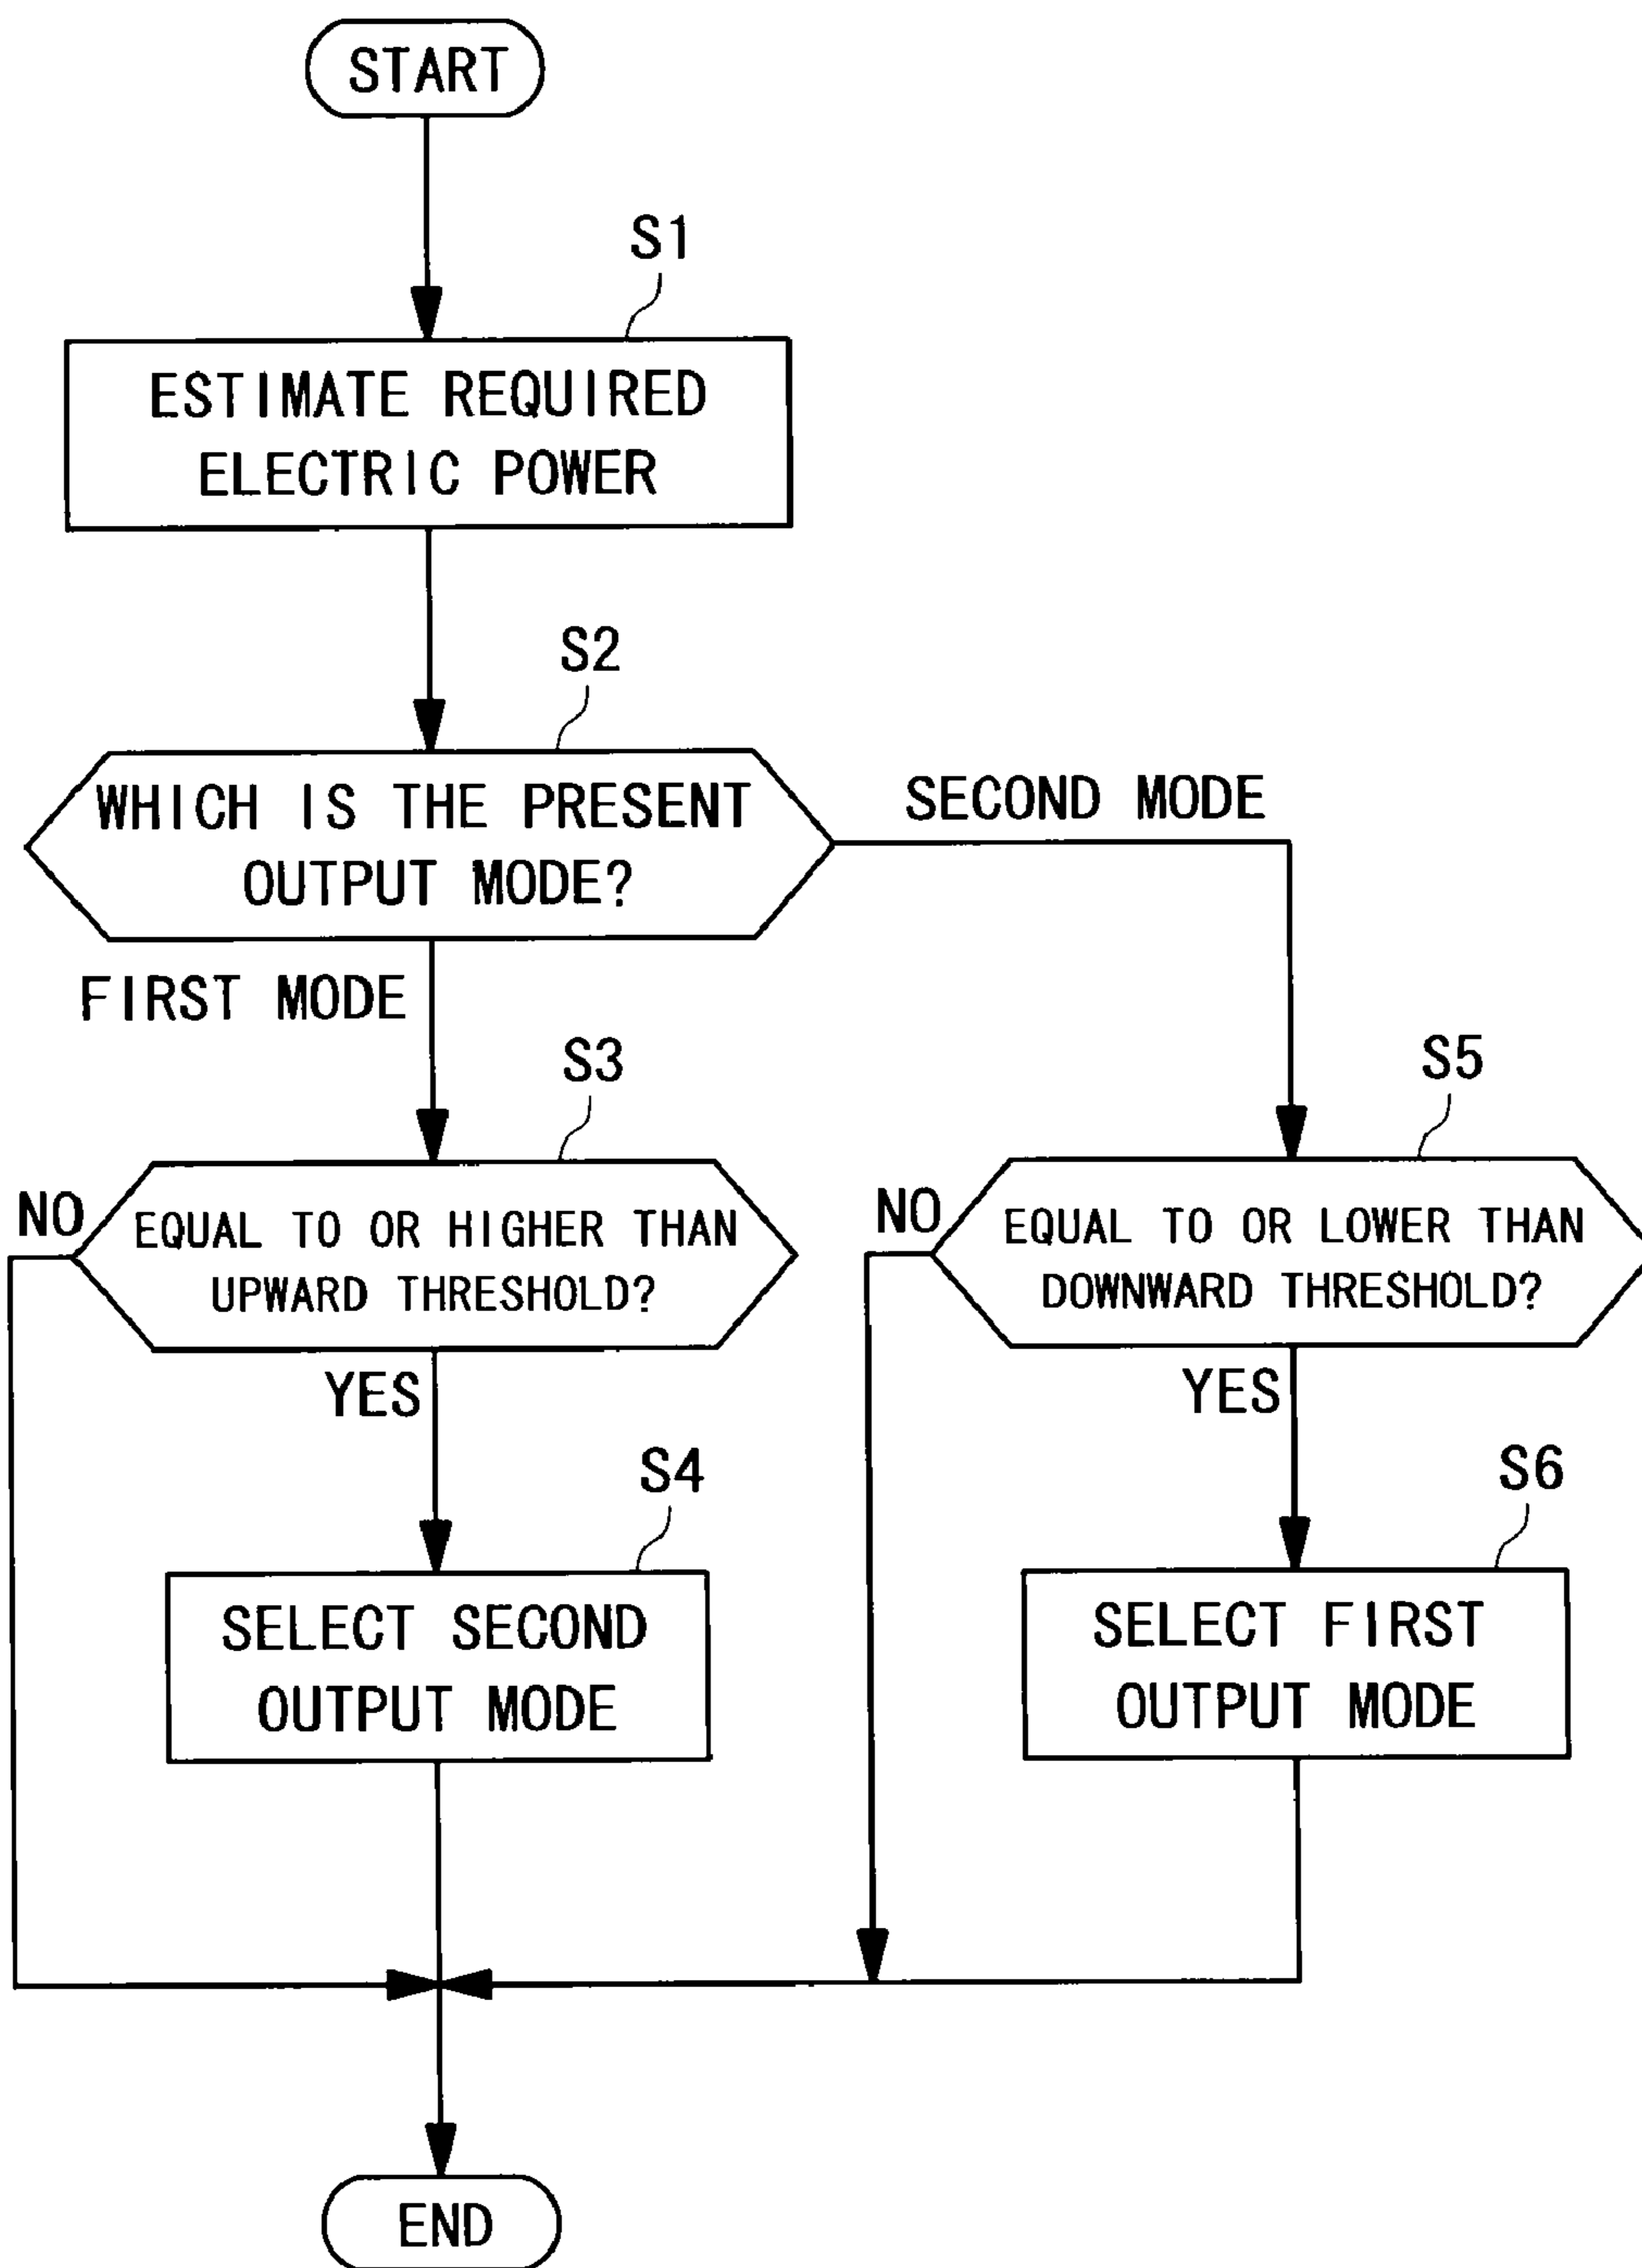 START
S1
ESTIMATE REQUIRED
ELECTRIC POWER
S2
WHICH IS THE PRESENT
OUTPUT MODE?
SECOND MODE
FIRST MODE
S3
NO
EQUAL TO OR HIGHER THAN
UPWARD THRESHOLD?
YES
S4
SELECT SECOND
OUTPUT MODE
S5
NO
EQUAL TO OR LOWER THAN
DOWNWARD THRESHOLD?
YES
S6
SELECT FIRST
OUTPUT MODE
END